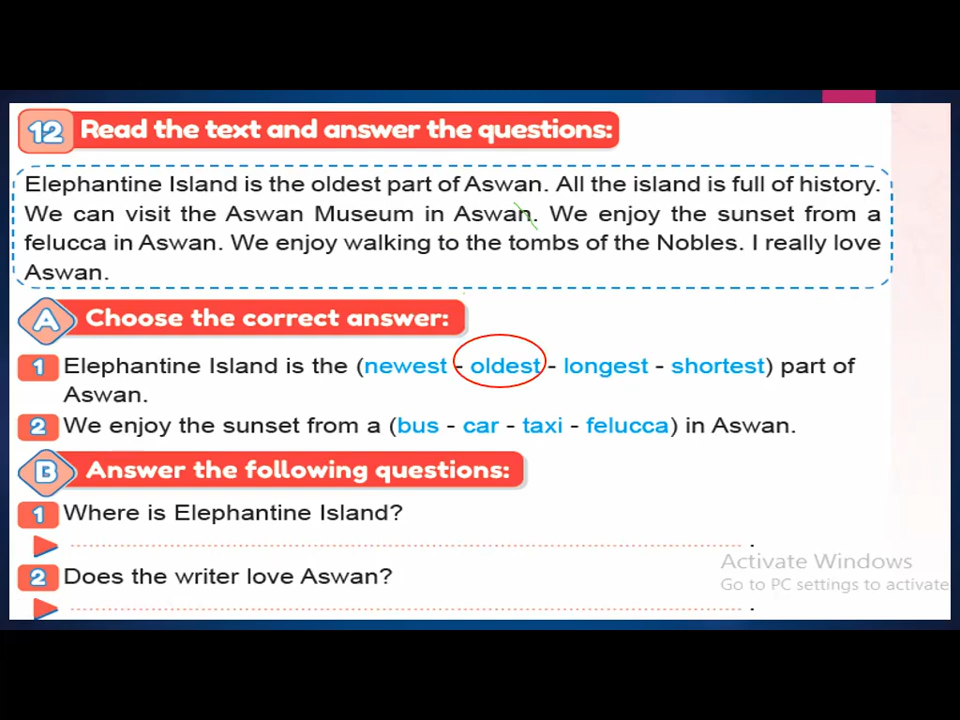 12 Read the text and answer the questions:
Elephantine Island is the oldest part of Aswan. All the island is full of history.
We can visit the Aswan Museum in Aswan. We enjoy the sunset from a
felucca in Aswan. We enjoy walking to the tombs of the Nobles. I really love
Aswan.
A Choose the correct answer:
1 Elephantine Island is the (newest - oldest - longest - shortest) part of
Aswan.
2 We enjoy the sunset from a (bus - car - taxi - felucca) in Aswan.
B Answer the following questions:
1 Where is Elephantine Island?
.
Activate Windows
2 Does the writer love Aswan?
Go to PC settings to activate
.